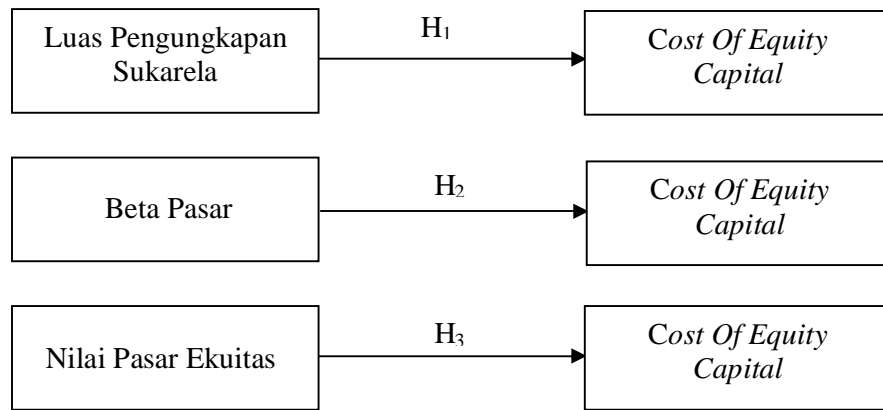 Luas Pengungkapan
Sukarela
H₁
Cost Of Equity
Capital
Beta Pasar
H₂
Cost Of Equity
Capital
Nilai Pasar Ekuitas
H₃
Cost Of Equity
Capital